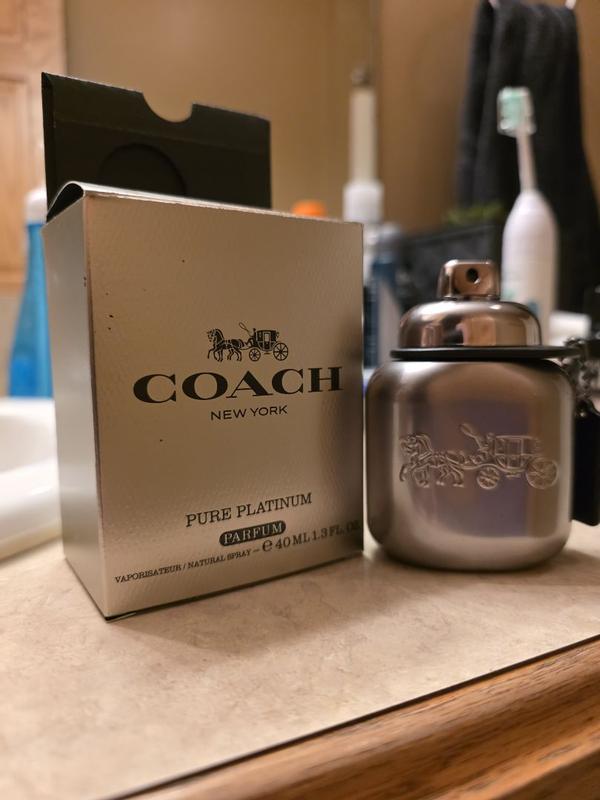 COACH
NEW YORK
PURE PLATINUM
PARFUM
VAPORISATEUR / NATURAL SPRAY – ℮ 40 ML 1.3 FL. OZ.